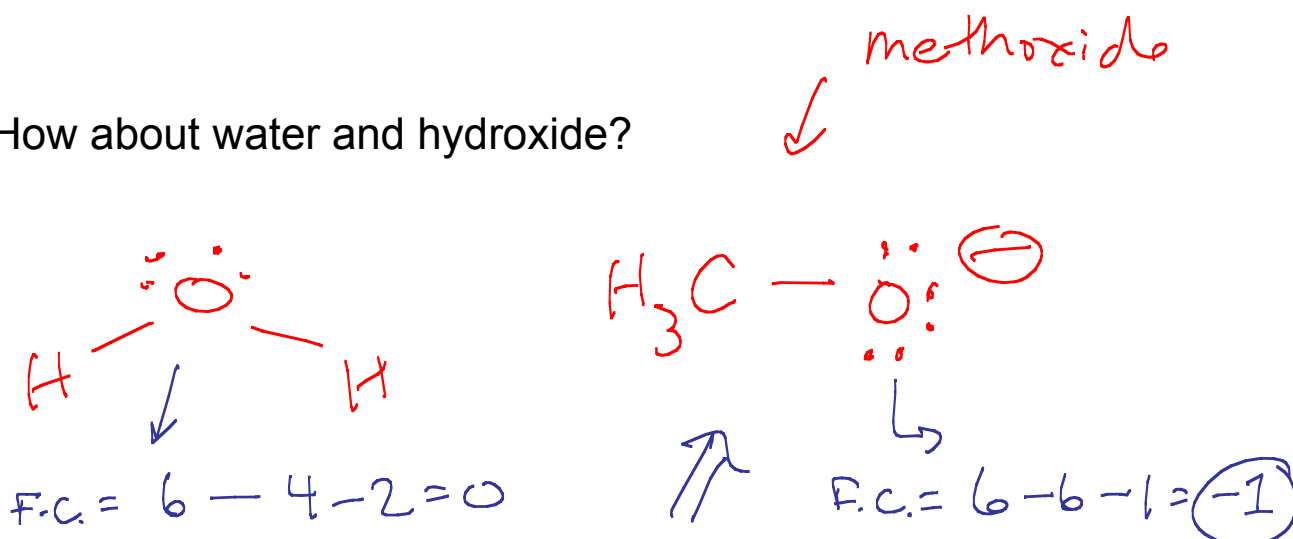 methoxide
How about water and hydroxide?
O
H H
H₃C — O ⊖
F.C. = 6 — 4 - 2 = 0
F.C. = 6 - 6 - 1 = -1